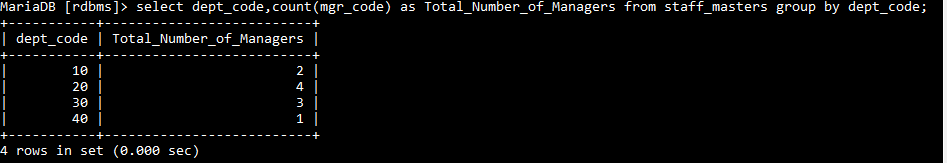 MariaDB [rdbms]> select dept_code,count(mgr_code) as Total_Number_of_Managers from staff_masters group by dept_code;
+-----------+--------------------------+
| dept_code | Total_Number_of_Managers |
+-----------+--------------------------+
|        10 |                        2 |
|        20 |                        4 |
|        30 |                        3 |
|        40 |                        1 |
+-----------+--------------------------+
4 rows in set (0.000 sec)